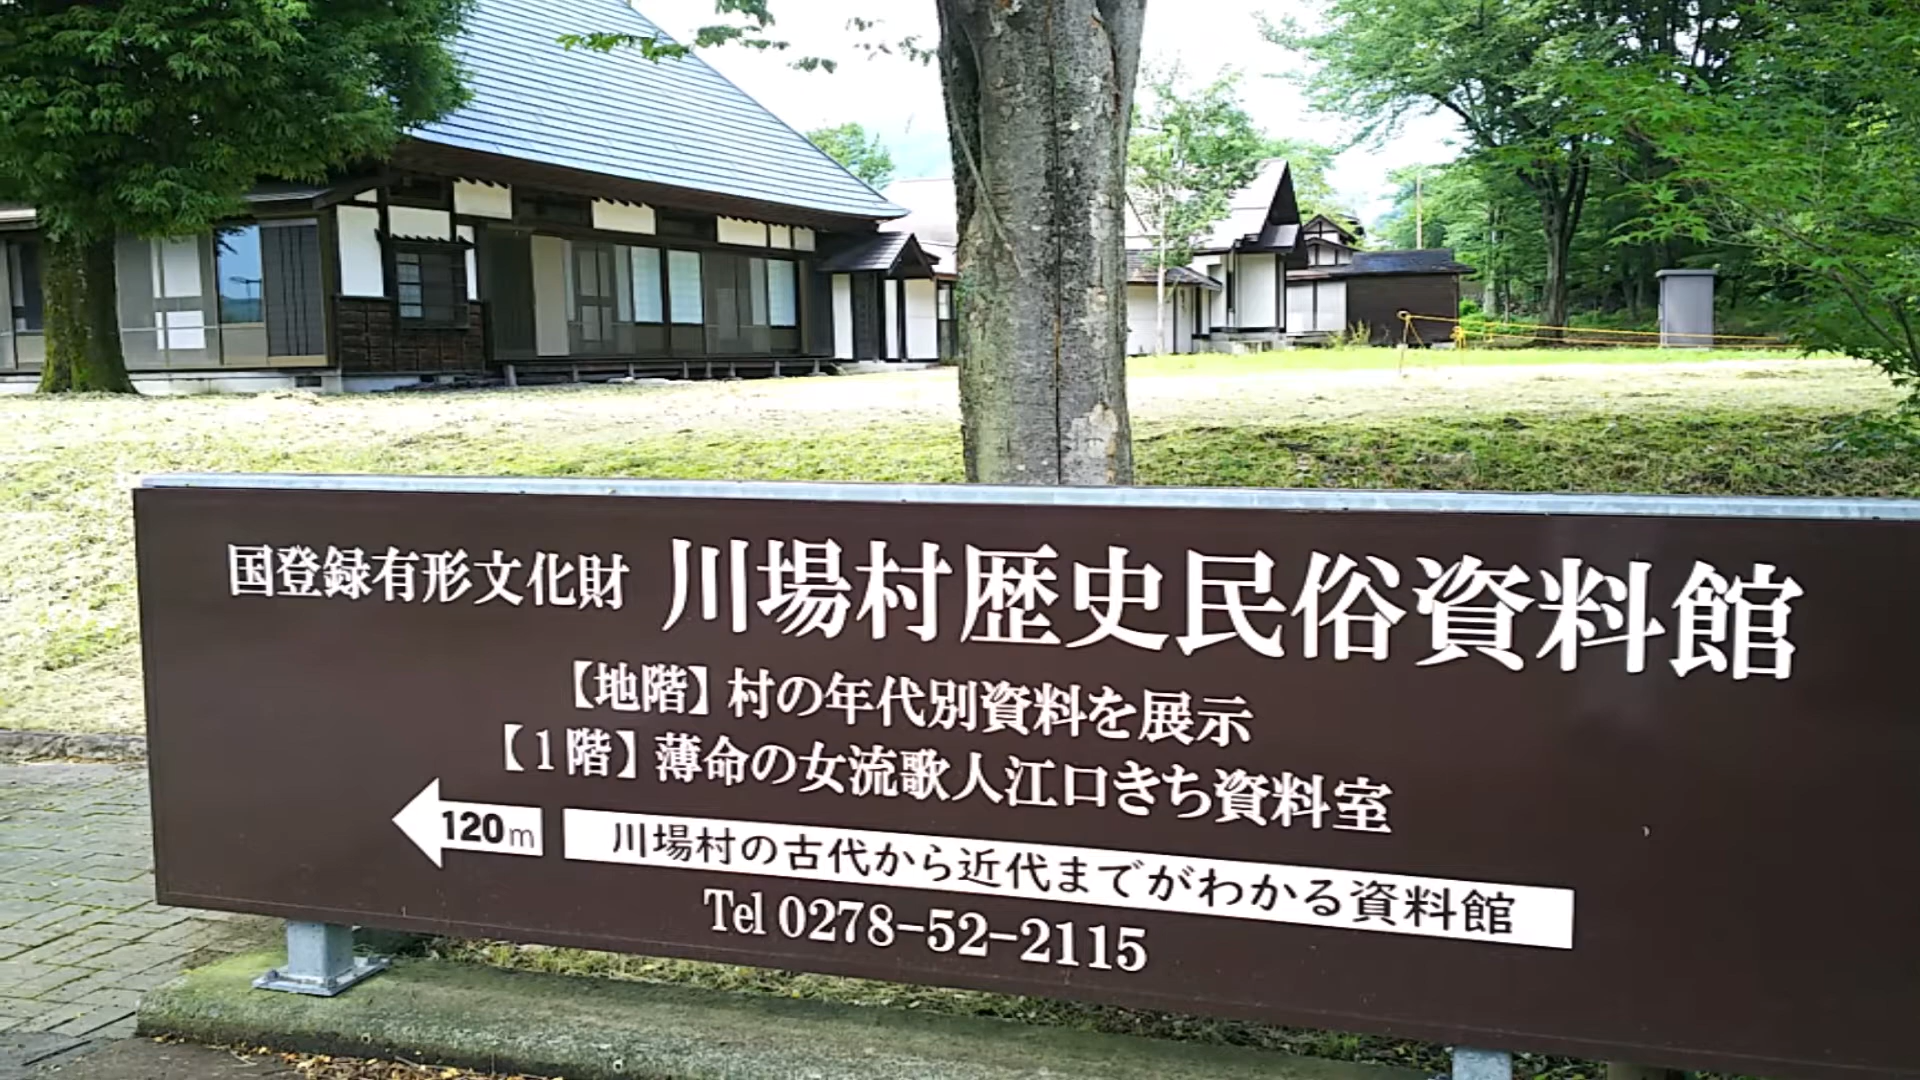 国登録有形文化財 川場村歴史民俗資料館
【地階】村の年代別資料を展示
【1階】薄命の女流歌人江口きち資料室
120m 川場村の古代から近代までがわかる資料館
Tel 0278-52-2115